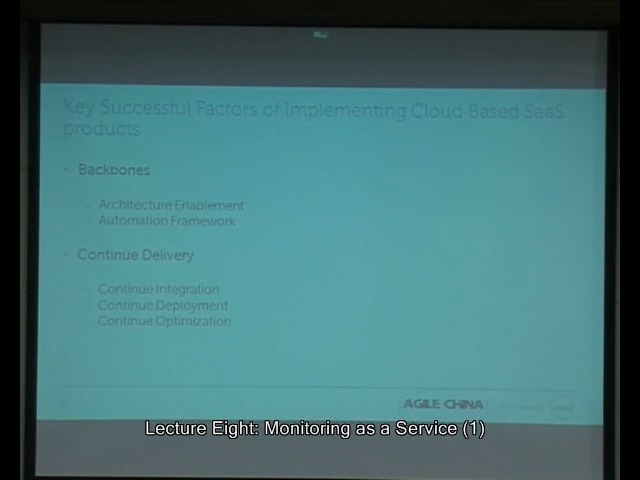 Key Successful Factors of Implementing Cloud Based SaaS
products
Backbones
– Architecture Enablement
– Automation Framework
Continue Delivery
– Continue Integration
– Continue Deployment
– Continue Optimization
AGILE CHINA
Lecture Eight: Monitoring as a Service (1)